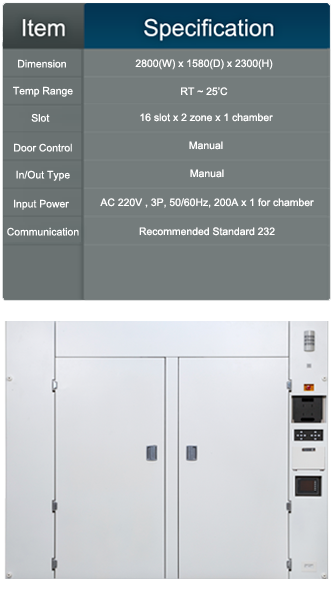 Item Specification
Dimension 2800(W) x 1580(D) x 2300(H)
Temp Range RT ~ 25'C
Slot 16 slot x 2 zone x 1 chamber
Door Control Manual
In/Out Type Manual
Input Power AC 220V , 3P, 50/60Hz, 200A x 1 for chamber
Communication Recommended Standard 232